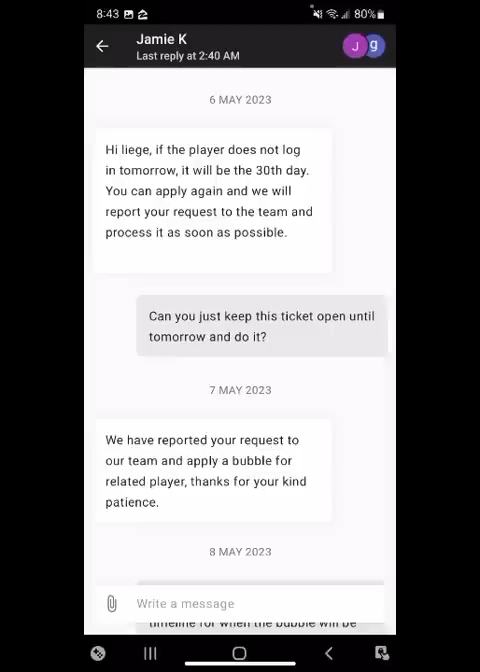 8:43
80%
Jamie K
Last reply at 2:40 AM
J
g
6 MAY 2023
Hi liege, if the player does not log
in tomorrow, it will be the 30th day.
You can apply again and we will
report your request to the team and
process it as soon as possible.
Can you just keep this ticket open until
tomorrow and do it?
7 MAY 2023
We have reported your request to
our team and apply a bubble for
related player, thanks for your kind
patience.
8 MAY 2023
Write a message
timeline for when the bubble will be